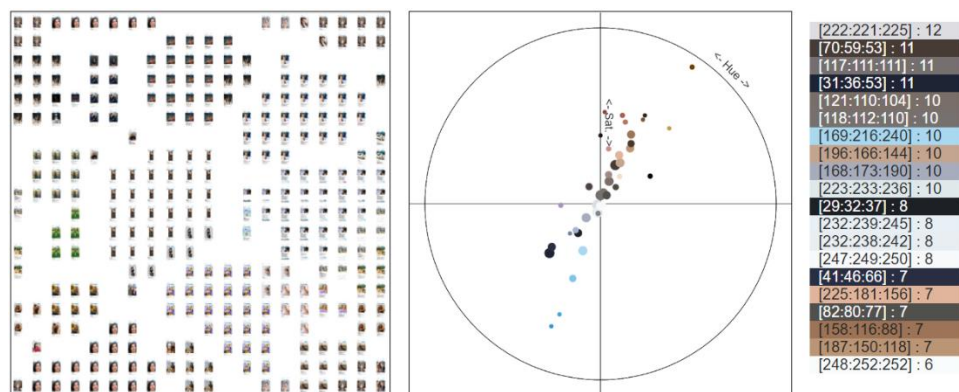 <- Hue ->
<- Sat. ->
[222:221:225] : 12
[70:59:53] : 11
[117:111:111] : 11
[31:36:53] : 11
[121:110:104] : 10
[118:112:110] : 10
[169:216:240] : 10
[196:166:144] : 10
[168:173:190] : 10
[223:233:236] : 10
[29:32:37] : 8
[232:239:245] : 8
[232:238:242] : 8
[247:249:250] : 8
[41:46:66] : 7
[225:181:156] : 7
[82:80:77] : 7
[158:116:88] : 7
[187:150:118] : 7
[248:252:252] : 6